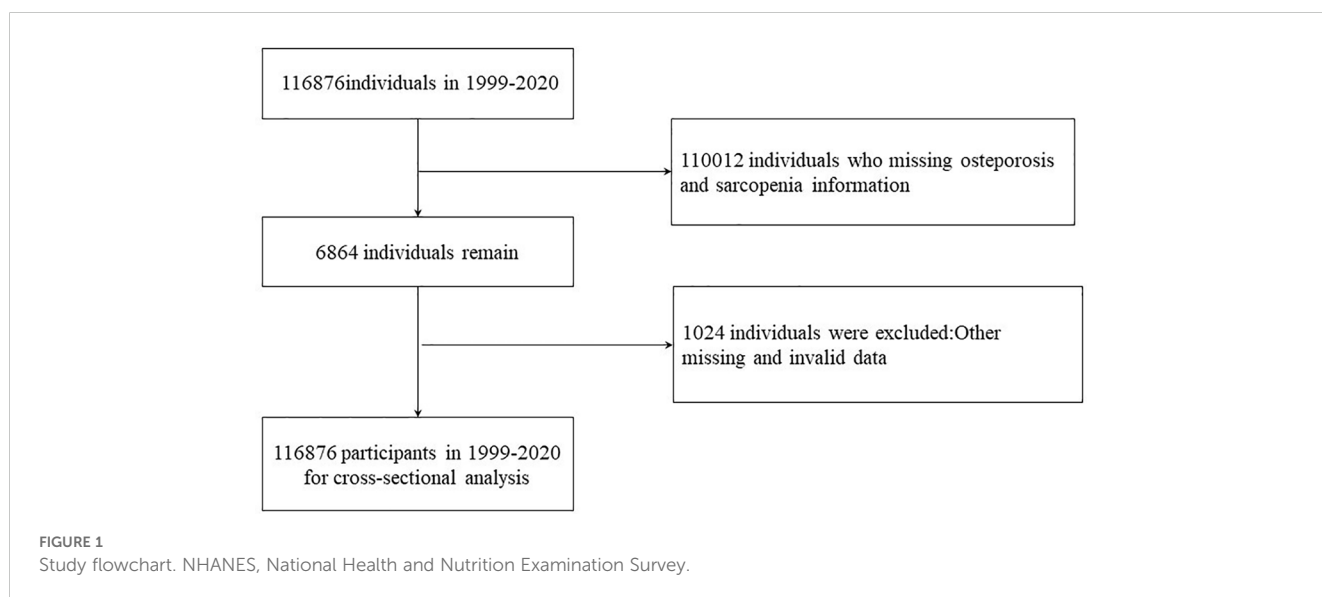 116876individuals in 1999-2020
110012 individuals who missing osteporosis
and sarcopenia information
6864 individuals remain
1024 individuals were excluded:Other
missing and invalid data
116876 participants in 1999-2020
for cross-sectional analysis
FIGURE 1
Study flowchart. NHANES, National Health and Nutrition Examination Survey.